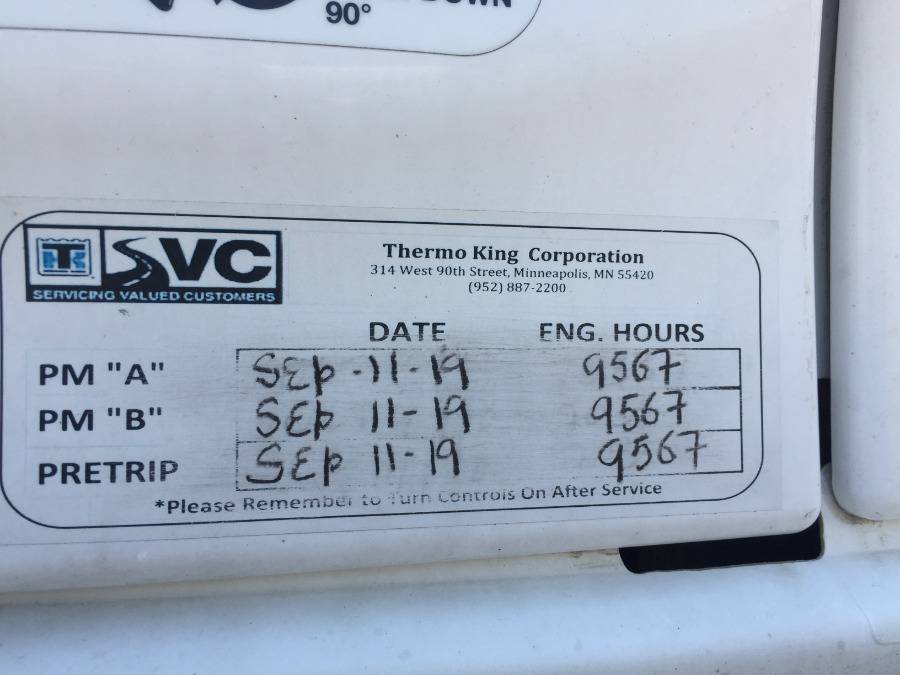 DOWN
90°
TK SVC
SERVICING VALUED CUSTOMERS
Thermo King Corporation
314 West 90th Street, Minneapolis, MN 55420
(952) 887-2200
DATE ENG. HOURS
PM "A" SEP-11-19 9567
PM "B" SEP 11-19 9567
PRETRIP SEP 11-19 9567
*Please Remember to Turn Controls On After Service